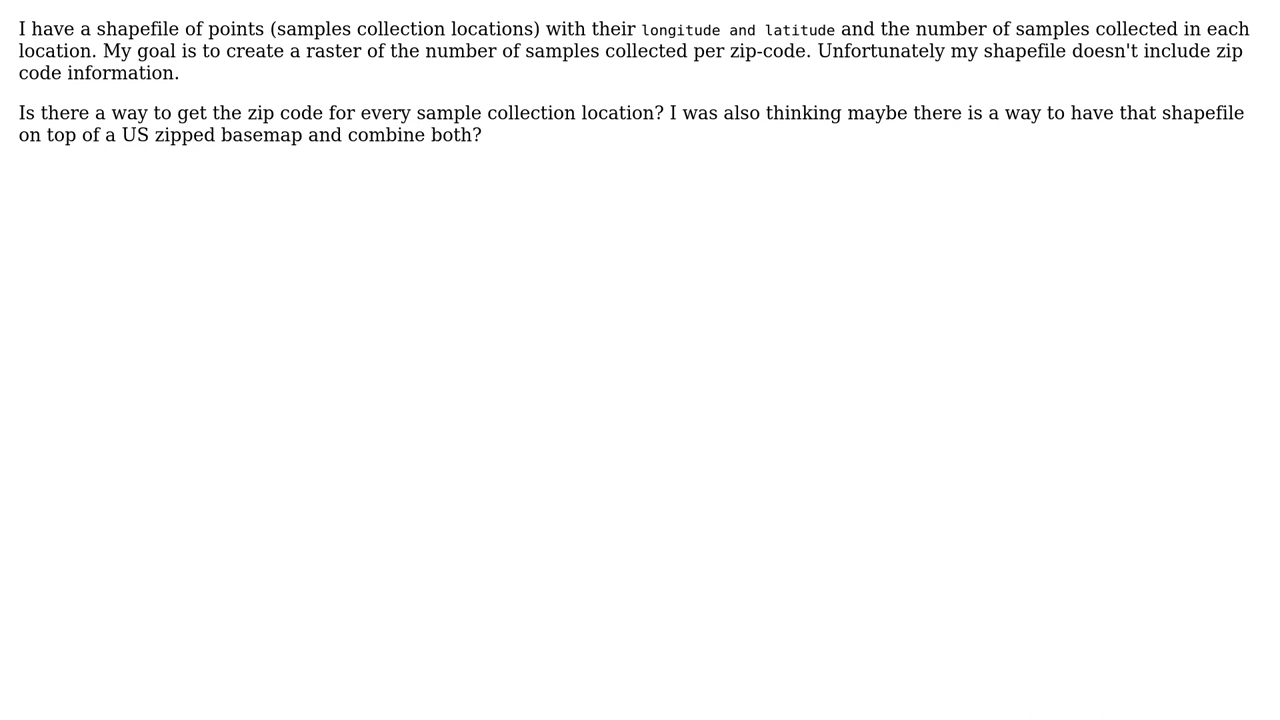 I have a shapefile of points (samples collection locations) with their longitude and latitude and the number of samples collected in each
location. My goal is to create a raster of the number of samples collected per zip-code. Unfortunately my shapefile doesn't include zip
code information.
Is there a way to get the zip code for every sample collection location? I was also thinking maybe there is a way to have that shapefile
on top of a US zipped basemap and combine both?